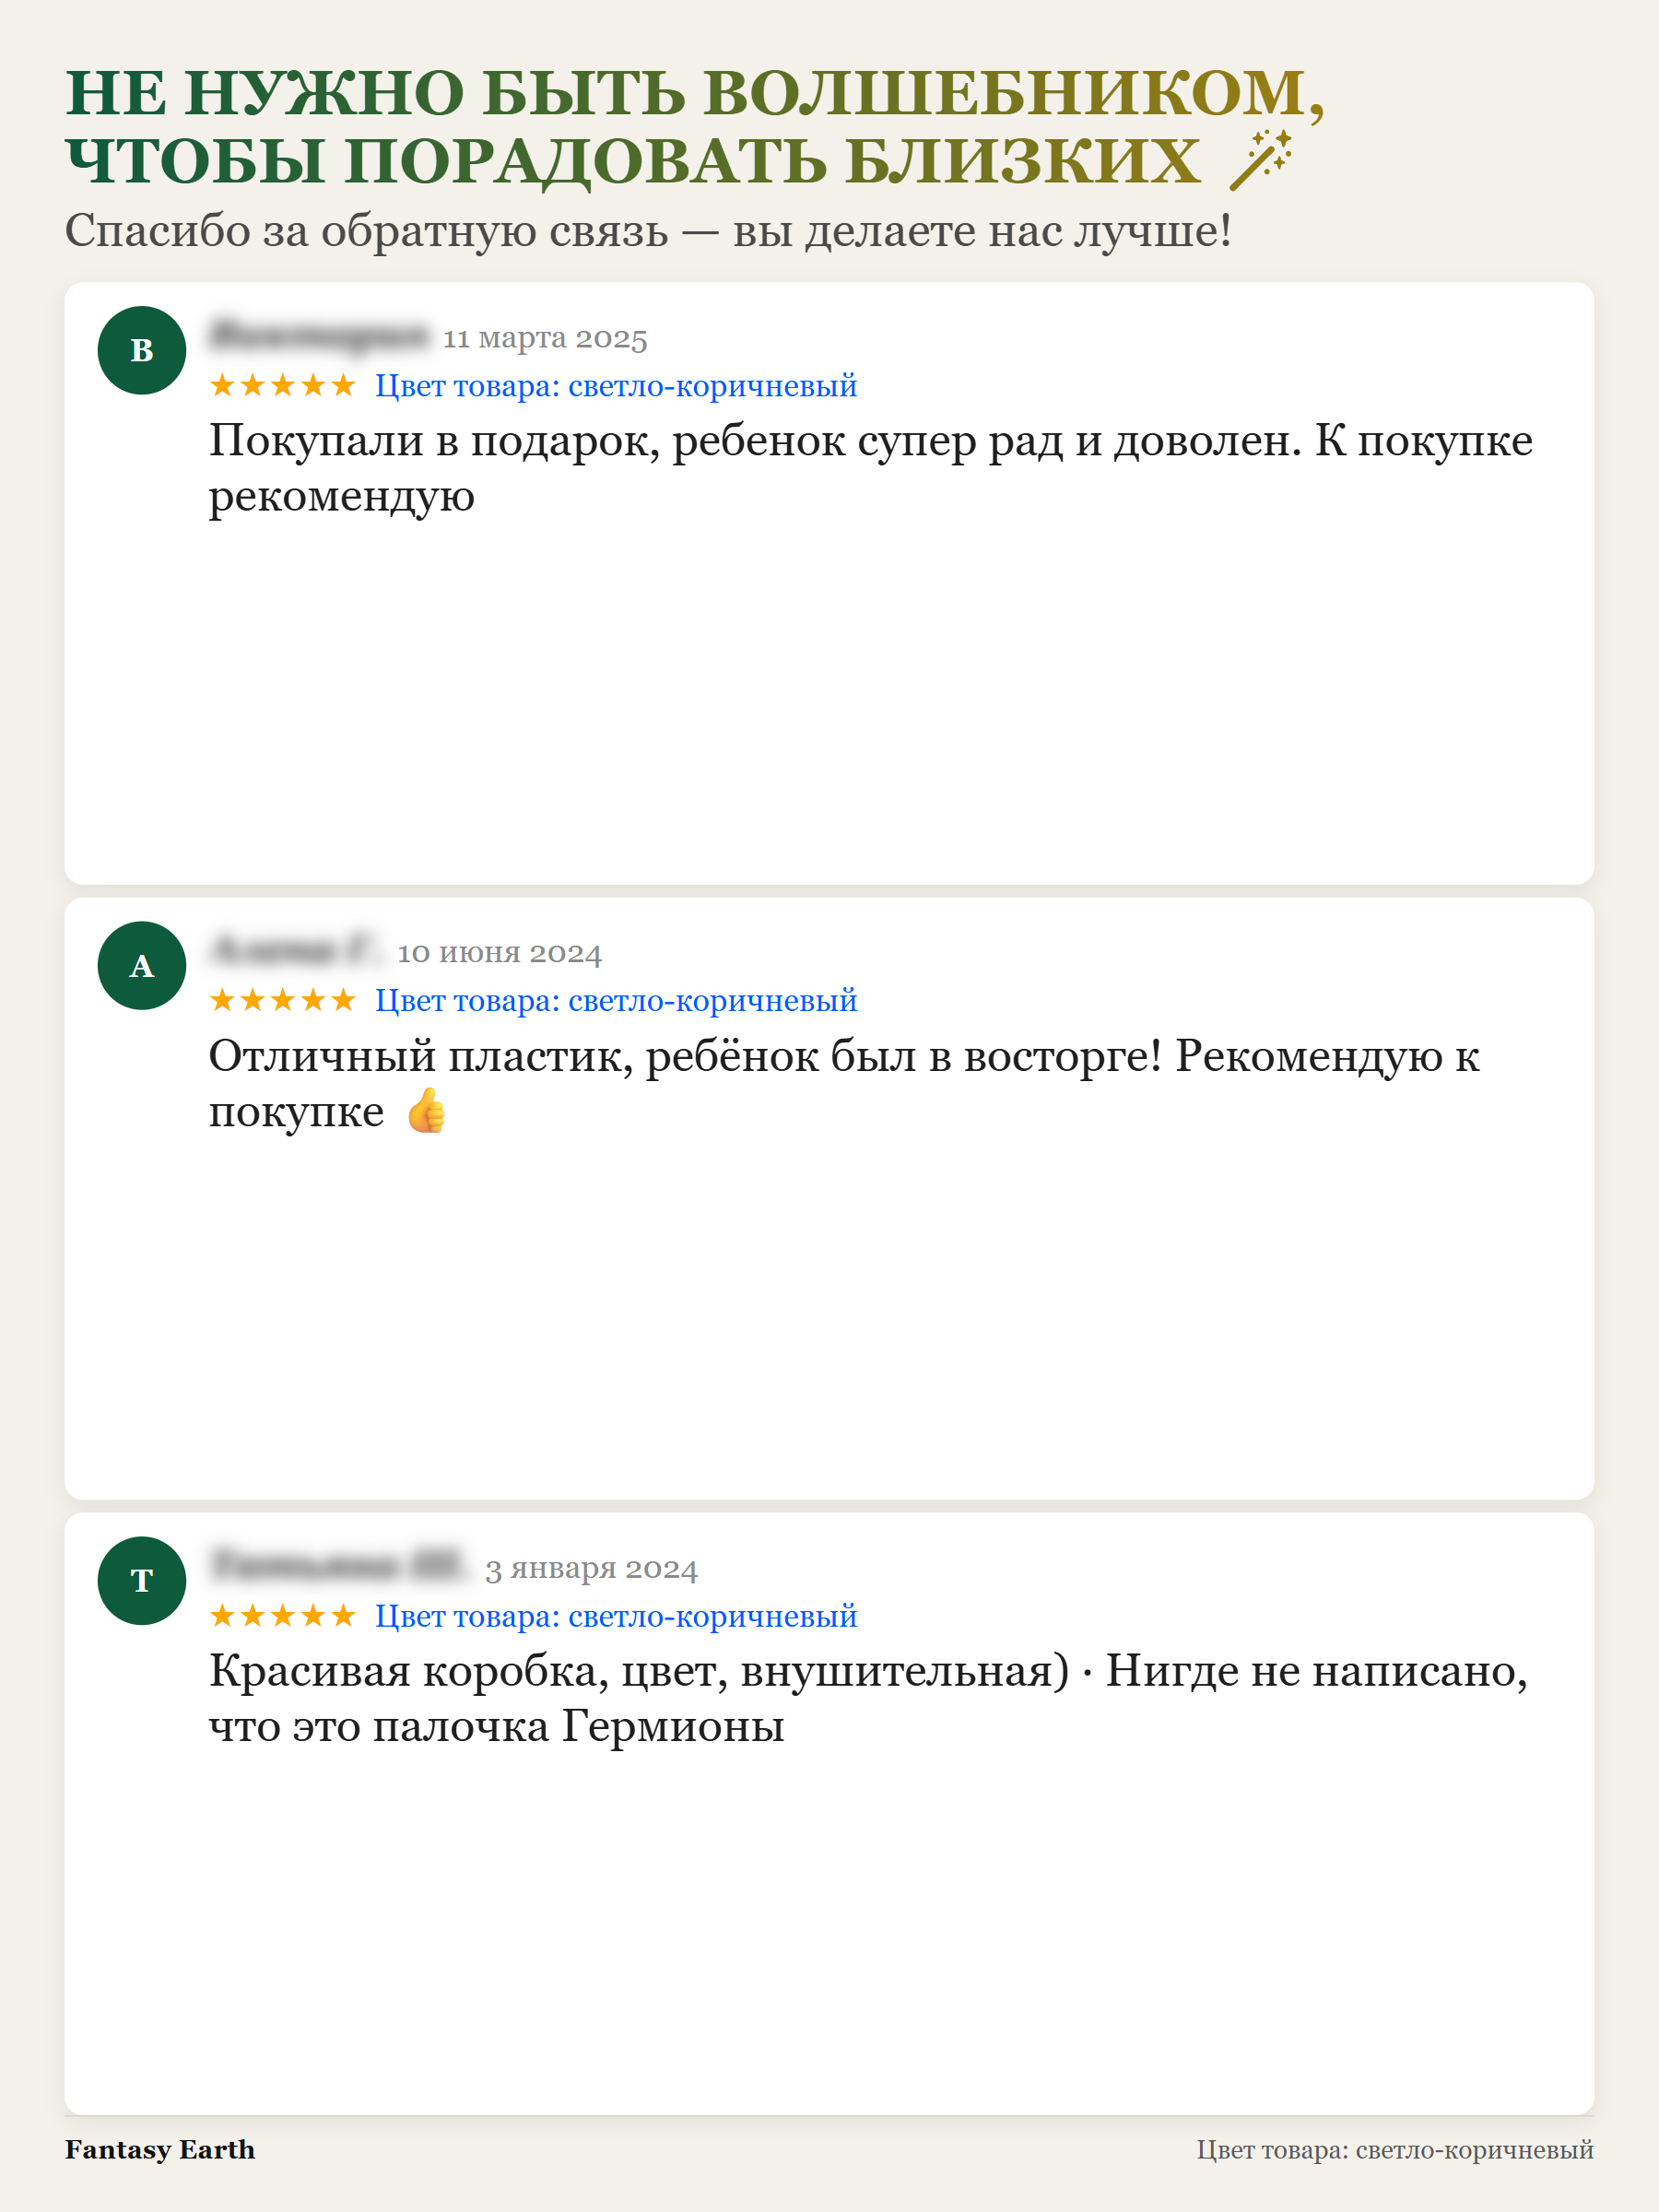 НЕ НУЖНО БЫТЬ ВОЛШЕБНИКОМ,
ЧТОБЫ ПОРАДОВАТЬ БЛИЗКИХ
Спасибо за обратную связь — вы делаете нас лучше!
В
11 марта 2025
★★★★★ Цвет товара: светло-коричневый
Покупали в подарок, ребенок супер рад и доволен. К покупке
рекомендую
А
10 июня 2024
★★★★★ Цвет товара: светло-коричневый
Отличный пластик, ребёнок был в восторге! Рекомендую к
покупке 👍
Т
3 января 2024
★★★★★ Цвет товара: светло-коричневый
Красивая коробка, цвет, внушительная) · Нигде не написано,
что это палочка Гермионы
Fantasy Earth
Цвет товара: светло-коричневый